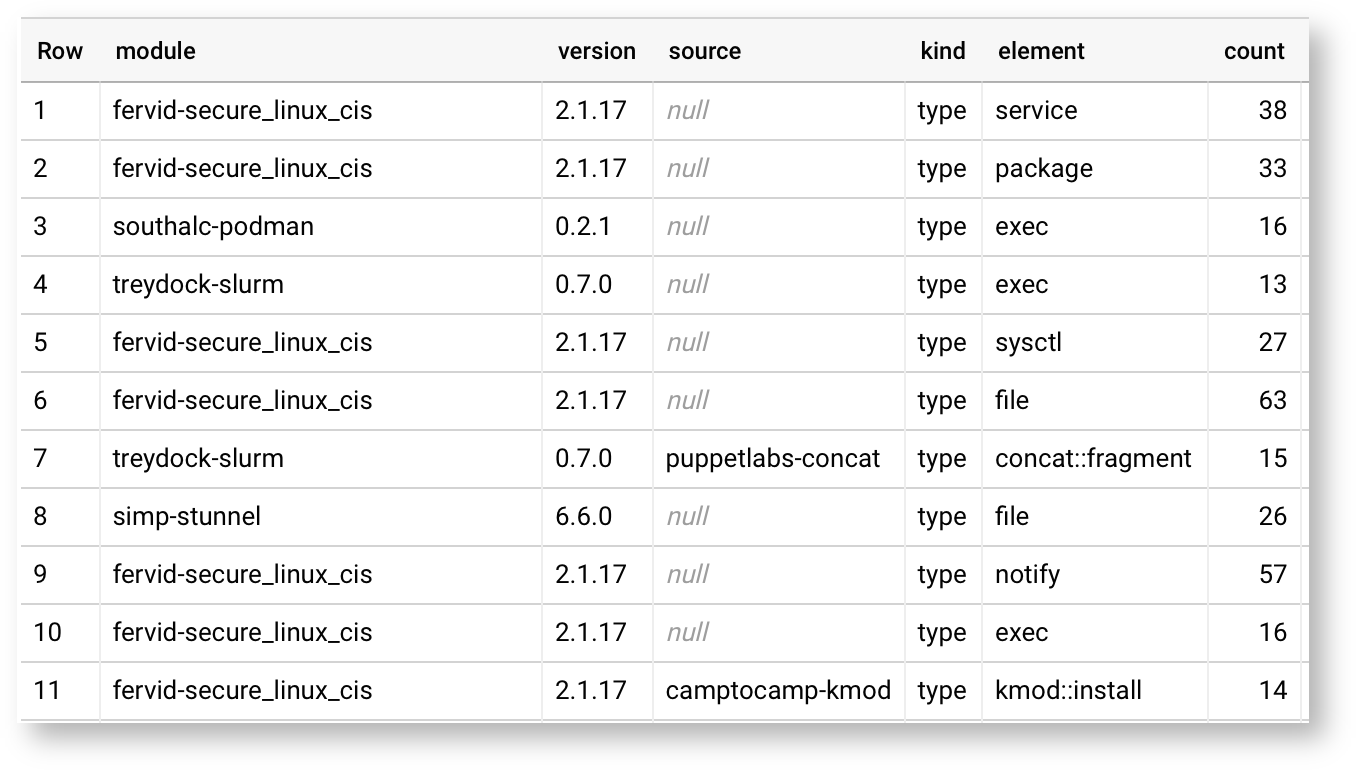 Row module version source kind element count
1 fervid-secure_linux_cis 2.1.17 null type service 38
2 fervid-secure_linux_cis 2.1.17 null type package 33
3 southalc-podman 0.2.1 null type exec 16
4 treydock-slurm 0.7.0 null type exec 13
5 fervid-secure_linux_cis 2.1.17 null type sysctl 27
6 fervid-secure_linux_cis 2.1.17 null type file 63
7 treydock-slurm 0.7.0 puppetlabs-concat type concat::fragment 15
8 simp-stunnel 6.6.0 null type file 26
9 fervid-secure_linux_cis 2.1.17 null type notify 57
10 fervid-secure_linux_cis 2.1.17 null type exec 16
11 fervid-secure_linux_cis 2.1.17 camptocamp-kmod type kmod::install 14